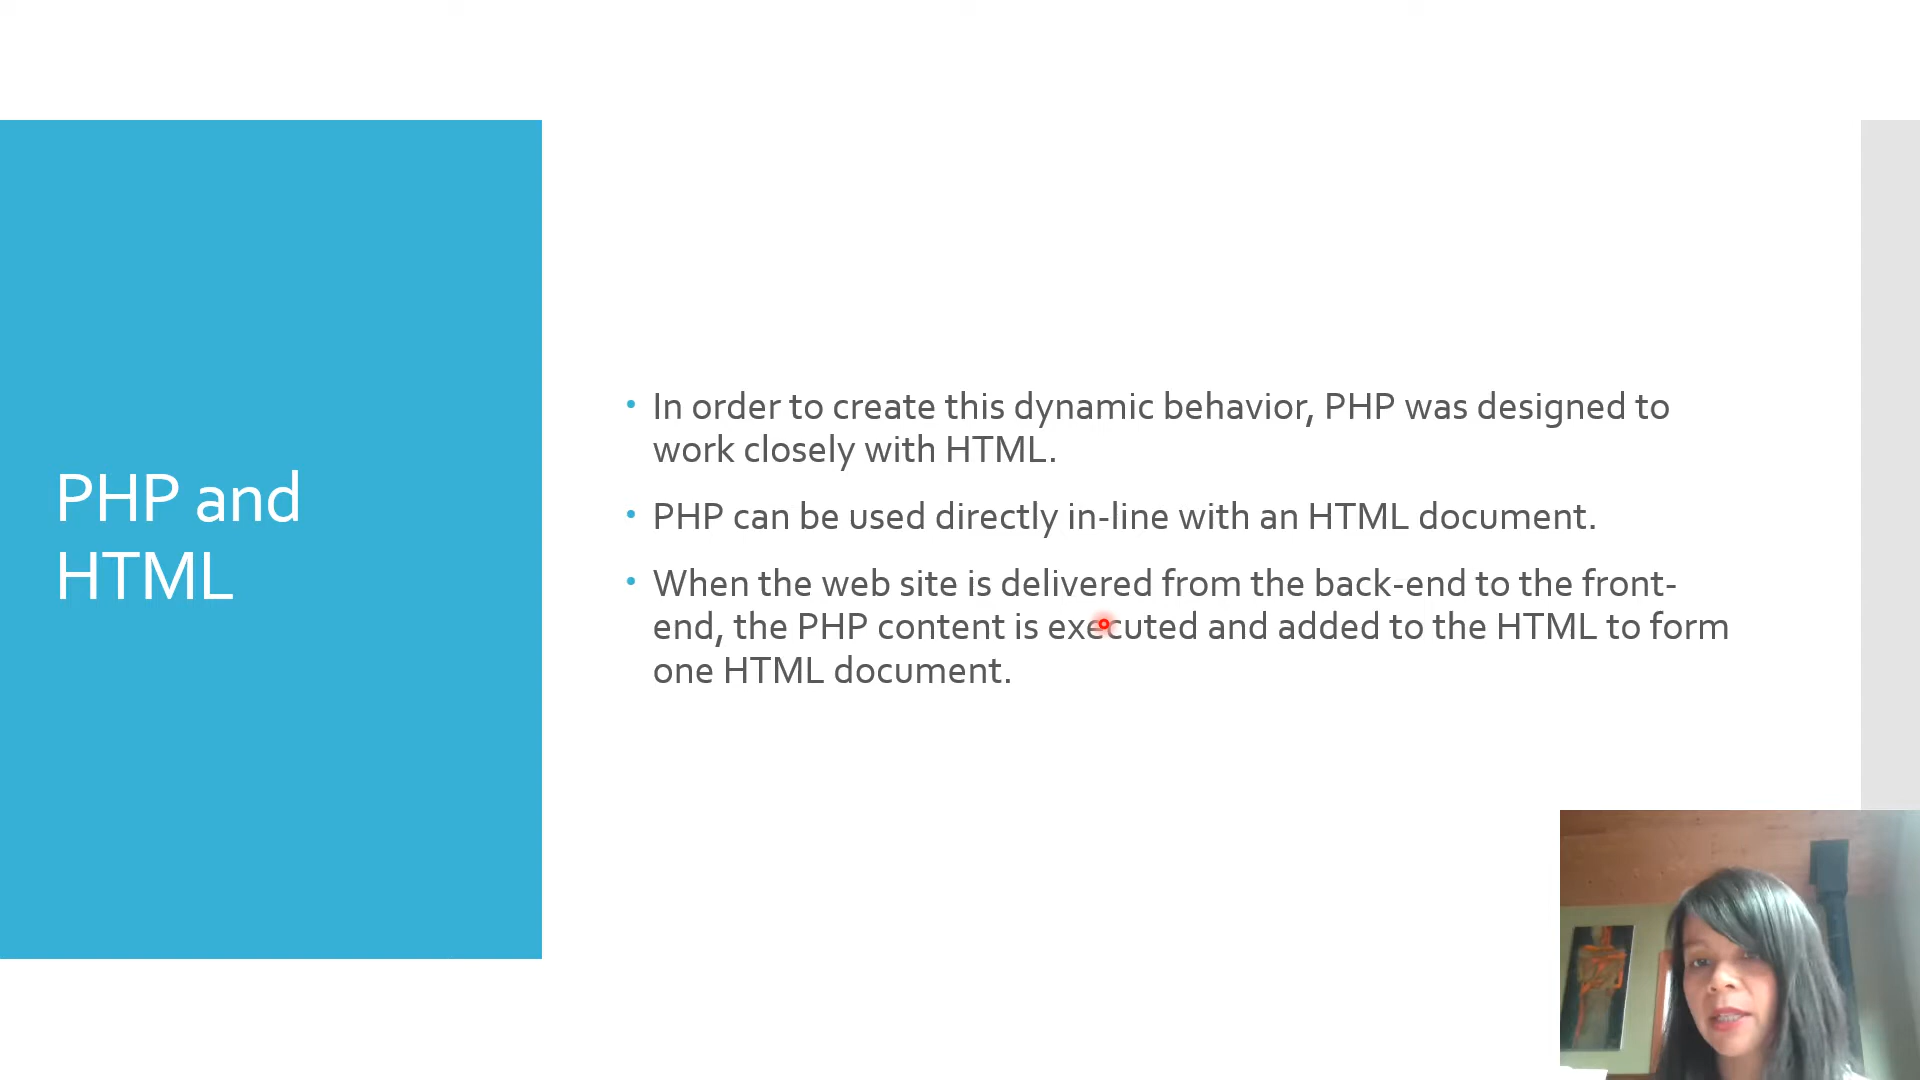 PHP and
HTML
In order to create this dynamic behavior, PHP was designed to
work closely with HTML.
PHP can be used directly in-line with an HTML document.
When the web site is delivered from the back-end to the front-
end, the PHP content is executed and added to the HTML to form
one HTML document.